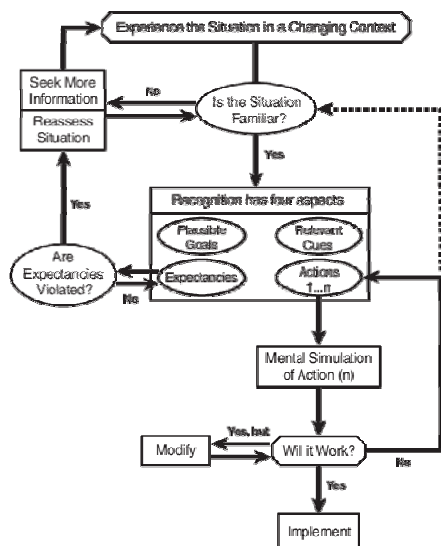 Experience the Situation in a Changing Context
Seek More
Information
Reassess
Situation
No
Is the Situation
Familiar?
Yes
Recognition has four aspects
Plausible
Goals
Relevant
Cues
Yes
Are
Expectancies
Violated?
No
Expectancies
Actions
1...n
Mental Simulation
of Action (n)
Yes, but
Modify
Will it Work?
No
Yes
Implement